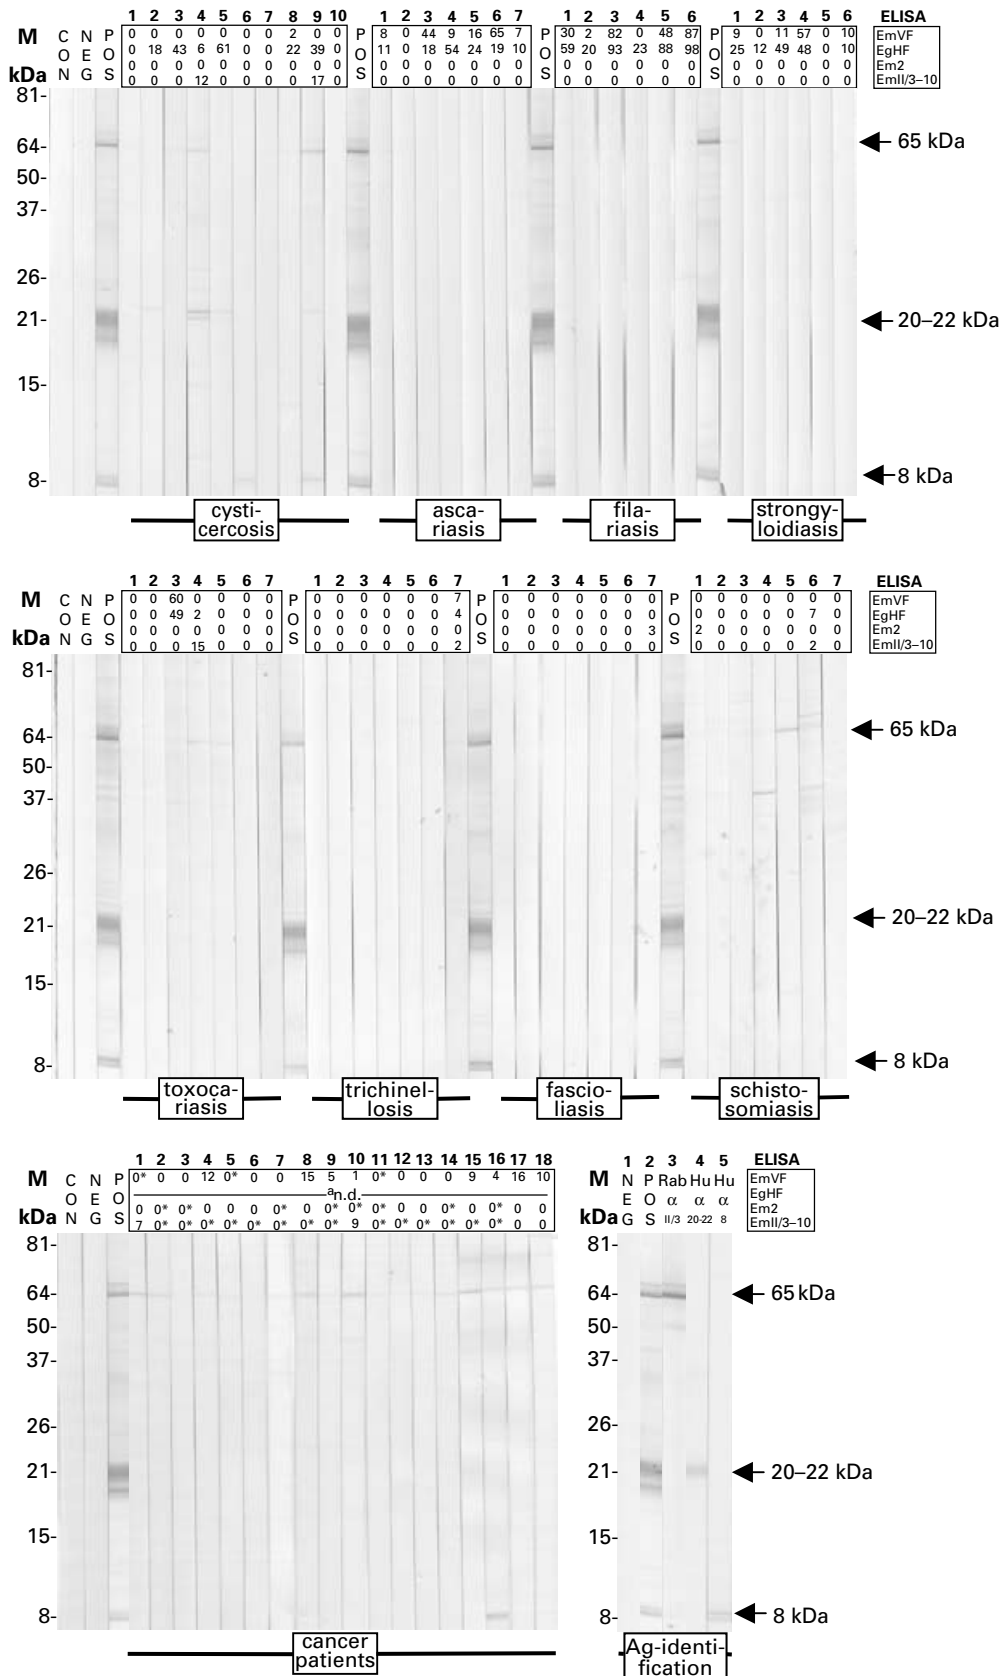 1 2 3 4 5 6 7 8 9 10 1 2 3 4 5 6 7 1 2 3 4 5 6 1 2 3 4 5 6 ELISA
M C N P 0 0 0 0 0 0 0 2 0 P 8 0 44 9 16 65 7 P 30 2 82 0 48 87 P 9 0 11 57 0 10 EmVF
O E O 0 18 43 6 61 0 0 22 39 0 O 11 0 18 54 24 19 10 O 59 20 93 23 88 98 O 25 12 49 48 0 10 EgHF
0 0 0 0 0 0 0 0 0 0 0 0 0 0 0 0 0 0 0 0 0 0 0 0 0 0 0 0 0 Em2
kDa N G S 0 0 0 12 0 0 0 0 17 0 S 0 0 0 0 0 0 0 S 0 0 0 0 0 0 S 0 0 0 0 0 0 EmII/3–10
81-
64- 65 kDa
50-
37-
26-
21- 20–22 kDa
15-
8- 8 kDa
cysti-
cercosis
asca-
riasis
fila-
riasis
strongy-
loidiasis
1 2 3 4 5 6 7 1 2 3 4 5 6 7 1 2 3 4 5 6 7 1 2 3 4 5 6 7 ELISA
M C N P 0 0 60 0 0 0 0 P 0 0 0 0 0 0 7 P 0 0 0 0 0 0 0 P 0 0 0 0 0 0 0 EmVF
O E O 0 0 49 2 0 0 0 O 0 0 0 0 0 0 4 O 0 0 0 0 0 0 0 O 0 0 0 0 0 7 0 EgHF
0 0 0 0 0 0 0 0 0 0 0 0 0 0 0 0 0 0 0 0 3 2 0 0 0 0 0 0 Em2
kDa N G S 0 0 0 15 0 0 0 S 0 0 0 0 0 0 2 S 0 0 0 0 0 0 0 S 0 0 0 0 0 2 0 EmII/3–10
81-
64- 65 kDa
50-
37-
26-
21- 20–22 kDa
15-
8- 8 kDa
toxoca-
riasis
trichinel-
losis
fascio-
liasis
schisto-
somiasis
1 2 3 4 5 6 7 8 9 10 11 12 13 14 15 16 17 18
M C N P 0* 0 0 12 0* 0 0 15 5 1 0* 0 0 0 9 4 16 10
O E O an.d.
0 0* 0* 0 0 0 0* 0 0* 0* 0* 0 0 0* 0 0* 0 0
kDa N G S 7 0* 0* 0* 0* 0* 0* 0* 0* 9 0* 0* 0* 0* 0* 0* 0 0
81-
64-
50-
37-
26-
21-
15-
8-
cancer
patients
1 2 3 4 5 ELISA
N P Rab Hu Hu EmVF
E O α α α EgHF
Em2
kDa G S II/3 20-22 8 EmII/3–10
81-
64- 65 kDa
50-
37-
26-
21- 20–22 kDa
15-
8- 8 kDa
Ag-identi-
fication